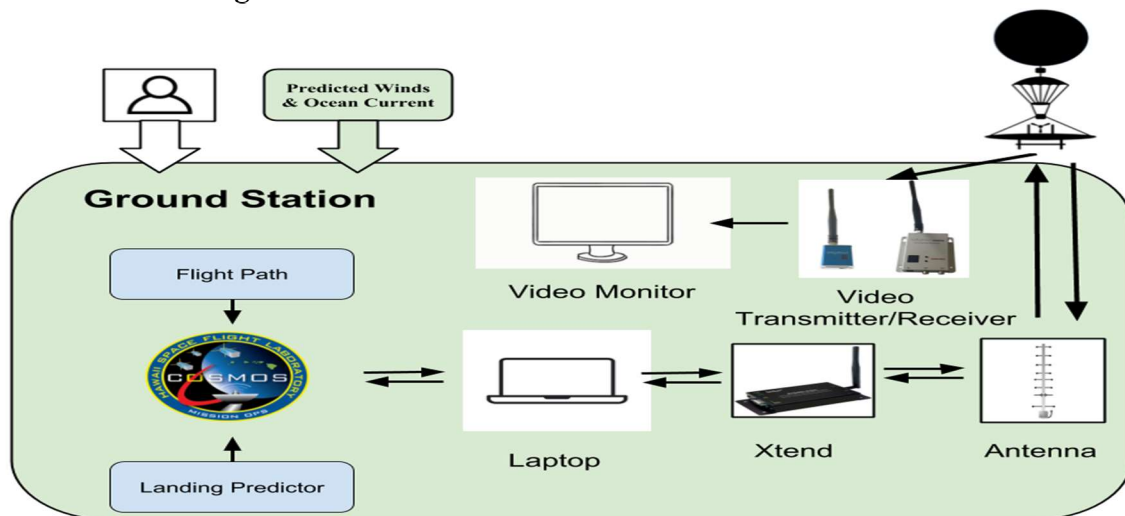 Predicted Winds
& Ocean Current
Ground Station
Flight Path
Video Monitor
Video
Transmitter/Receiver
HAWAII SPACE FLIGHT LABORATORY
COSMOS
MISSION OPS
Laptop
Xtend
Antenna
Landing Predictor